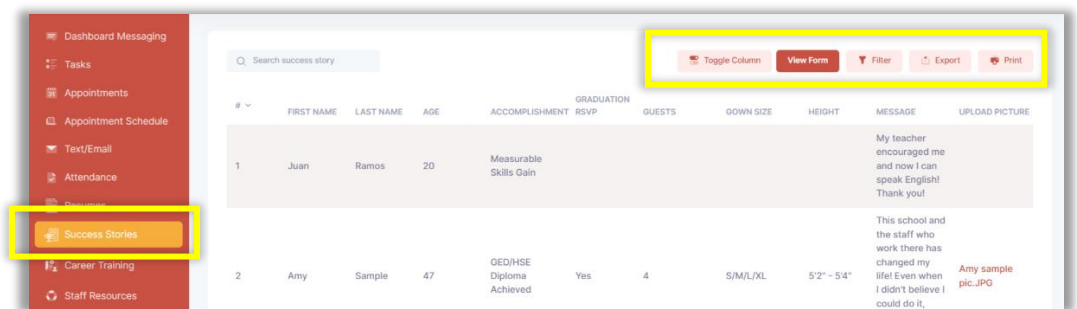 Dashboard Messaging
Tasks
Appointments
Appointment Schedule
Text/Email
Attendance
Resumes
Success Stories
Career Training
Staff Resources
Search success story
Toggle Column View Form Filter Export Print
# FIRST NAME LAST NAME AGE ACCOMPLISHMENT GRADUATION RSVP GUESTS GOWN SIZE HEIGHT MESSAGE UPLOAD PICTURE
1 Juan Ramos 20 Measurable Skills Gain
My teacher
encouraged me
and now I can
speak English!
Thank you!
2 Amy Sample 47 GED/HSE Diploma Achieved Yes 4 S/M/L/XL 5'2" - 5'4"
This school and
the staff who
work there has
changed my
life! Even when
I didn't believe I
could do it,
Amy sample
pic.JPG